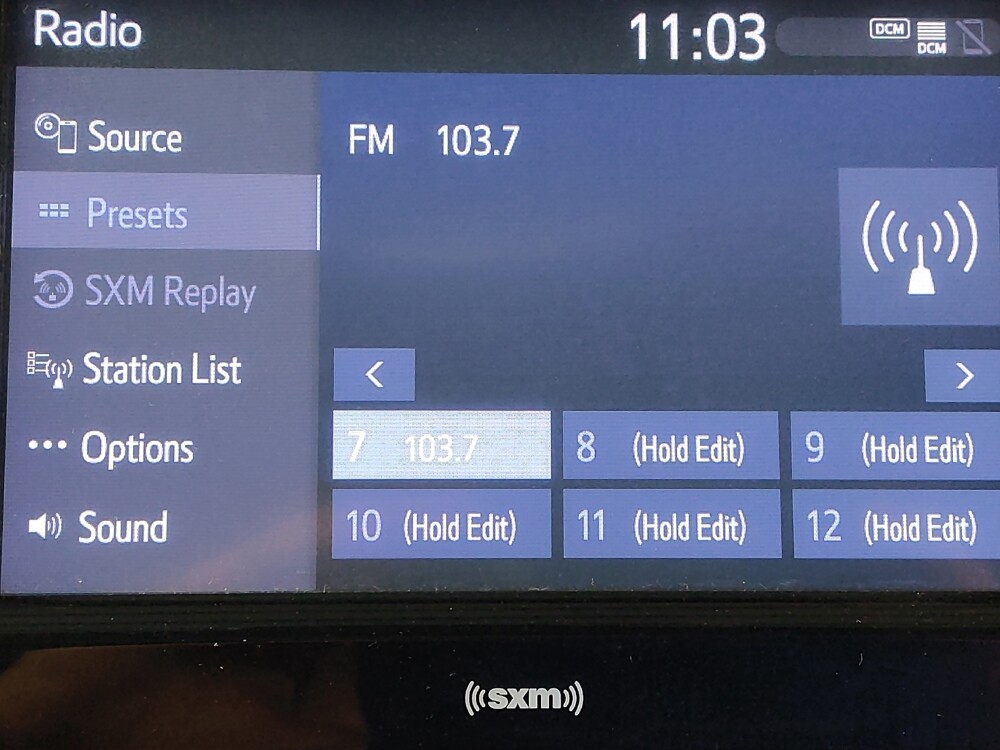 Radio
11:03
DCM
DCM
Source
Presets
SXM Replay
Station List
Options
Sound
FM 103.7
<
>
7 103.7
8 (Hold Edit)
9 (Hold Edit)
10 (Hold Edit)
11 (Hold Edit)
12 (Hold Edit)
((sxm))